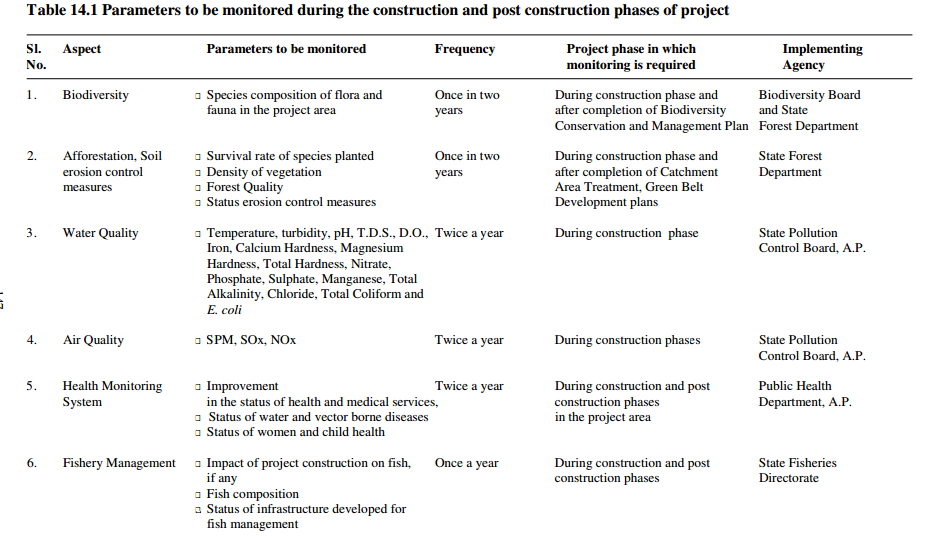 Table 14.1 Parameters to be monitored during the construction and post construction phases of project
Sl. No. Aspect Parameters to be monitored Frequency Project phase in which monitoring is required Implementing Agency
1. Biodiversity Species composition of flora and Once in two During construction phase and Biodiversity Board
fauna in the project area years after completion of Biodiversity and State
Conservation and Management Plan Forest Department
2. Afforestation, Soil Survival rate of species planted Once in two During construction phase and State Forest
erosion control Density of vegetation years after completion of Catchment Department
measures Forest Quality Area Treatment, Green Belt
Status erosion control measures Development plans
3. Water Quality Temperature, turbidity, pH, T.D.S., D.O., Twice a year During construction phase State Pollution
Iron, Calcium Hardness, Magnesium Control Board, A.P.
Hardness, Total Hardness, Nitrate,
Phosphate, Sulphate, Manganese, Total
Alkalinity, Chloride, Total Coliform and
E. coli
4. Air Quality SPM, SOx, NOx Twice a year During construction phases State Pollution
Control Board, A.P.
5. Health Monitoring Improvement Twice a year During construction and post Public Health
System in the status of health and medical services, construction phases Department, A.P.
Status of water and vector borne diseases in the project area
Status of women and child health
6. Fishery Management Impact of project construction on fish, Once a year During construction and post State Fisheries
if any construction phases Directorate
Fish composition
Status of infrastructure developed for
fish management